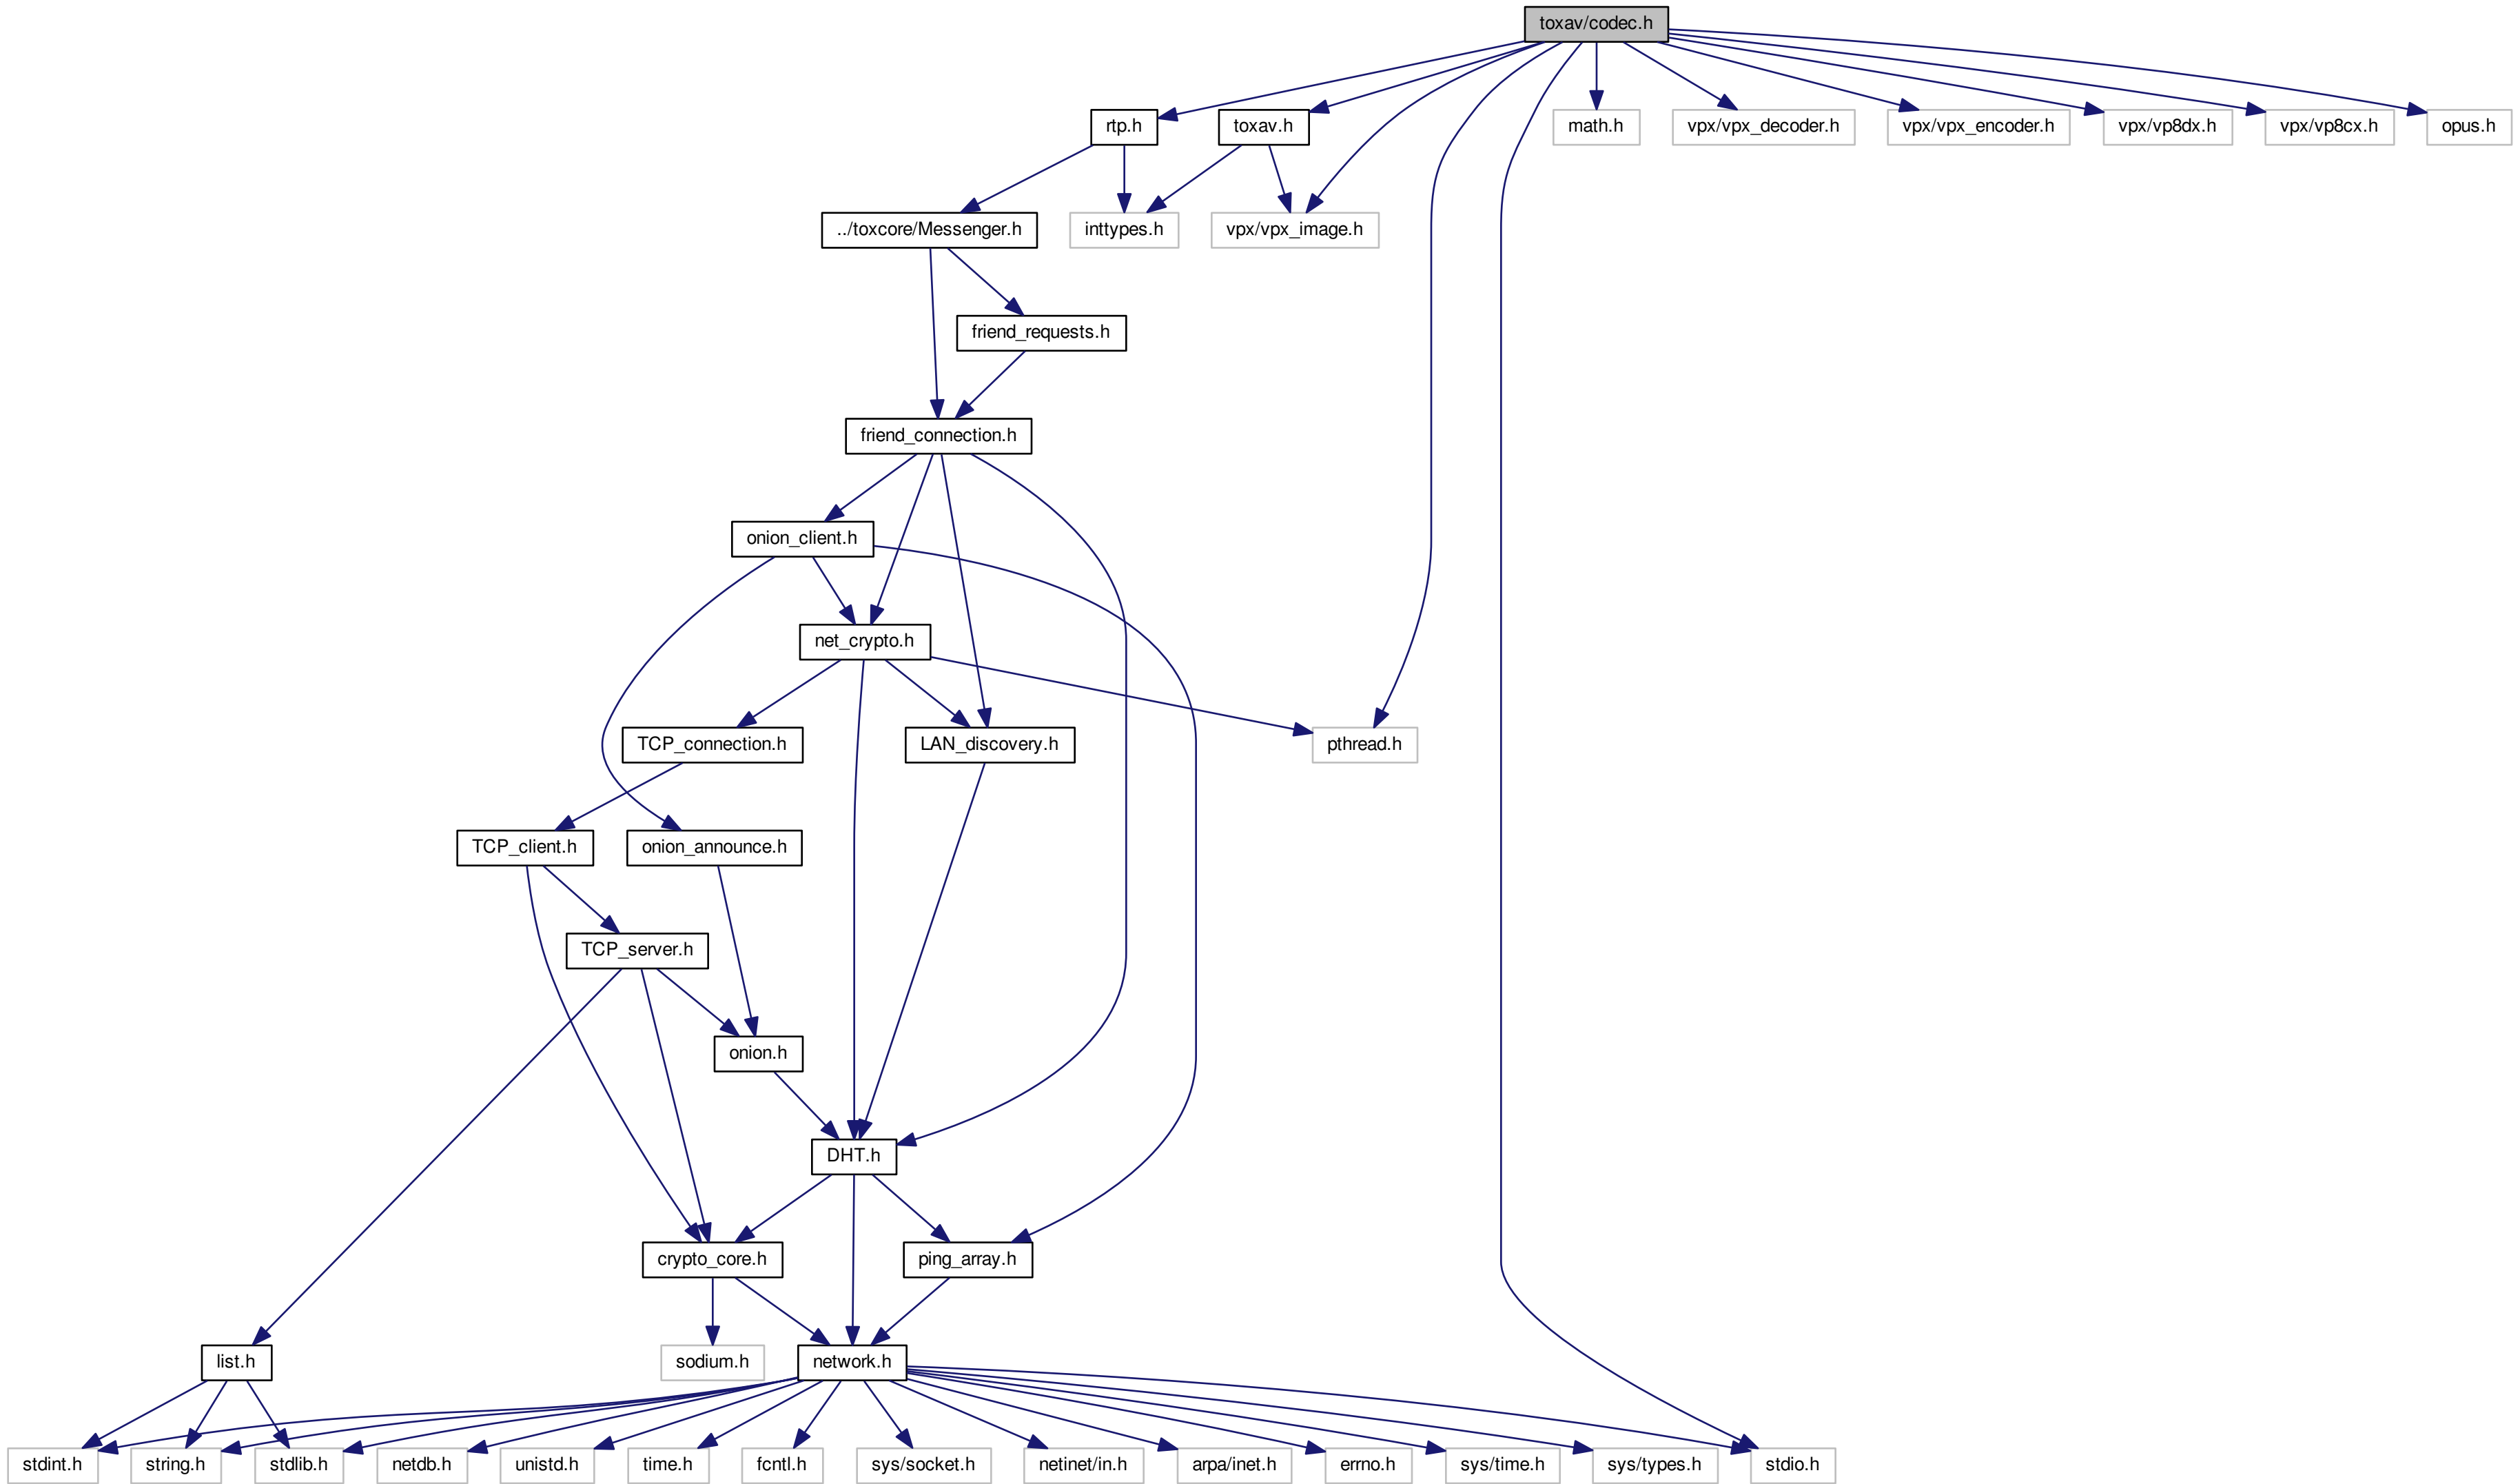 toxav/codec.h
rtp.h
toxav.h
math.h
vpx/vpx_decoder.h
vpx/vpx_encoder.h
vpx/vp8dx.h
vpx/vp8cx.h
opus.h
../toxcore/Messenger.h
inttypes.h
vpx/vpx_image.h
friend_requests.h
friend_connection.h
onion_client.h
net_crypto.h
TCP_connection.h
LAN_discovery.h
pthread.h
TCP_client.h
onion_announce.h
TCP_server.h
onion.h
DHT.h
crypto_core.h
ping_array.h
list.h
sodium.h
network.h
stdint.h
string.h
stdlib.h
netdb.h
unistd.h
time.h
fcntl.h
sys/socket.h
netinet/in.h
arpa/inet.h
errno.h
sys/time.h
sys/types.h
stdio.h